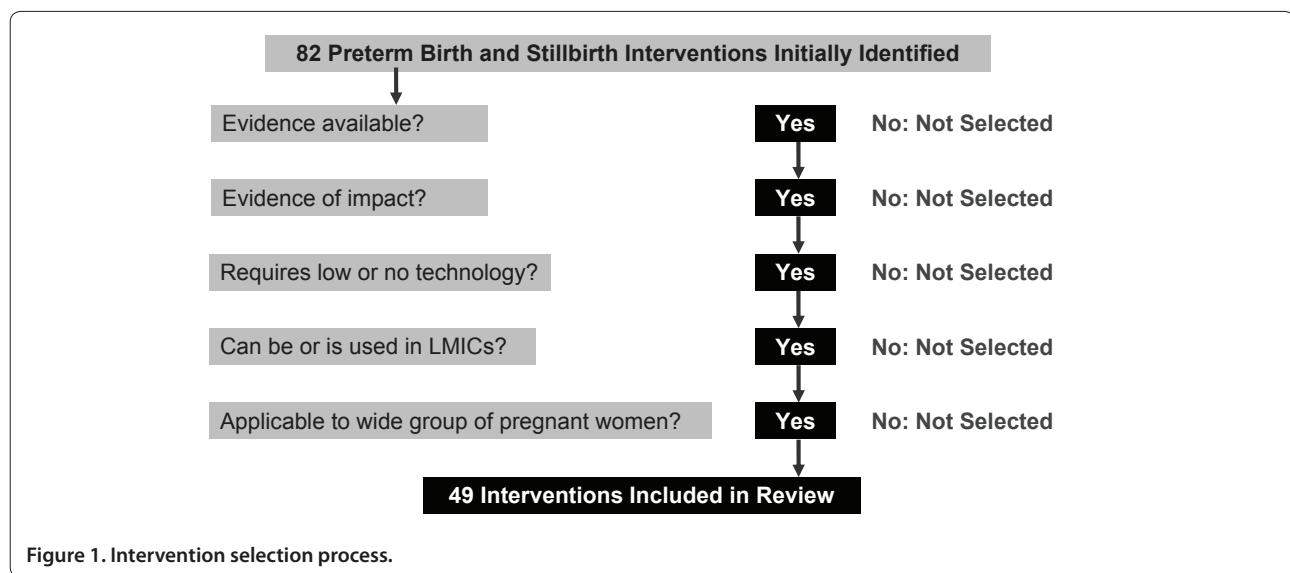 82 Preterm Birth and Stillbirth Interventions Initially Identified
Evidence available? Yes No: Not Selected
Evidence of impact? Yes No: Not Selected
Requires low or no technology? Yes No: Not Selected
Can be or is used in LMICs? Yes No: Not Selected
Applicable to wide group of pregnant women? Yes No: Not Selected
49 Interventions Included in Review
Figure 1. Intervention selection process.